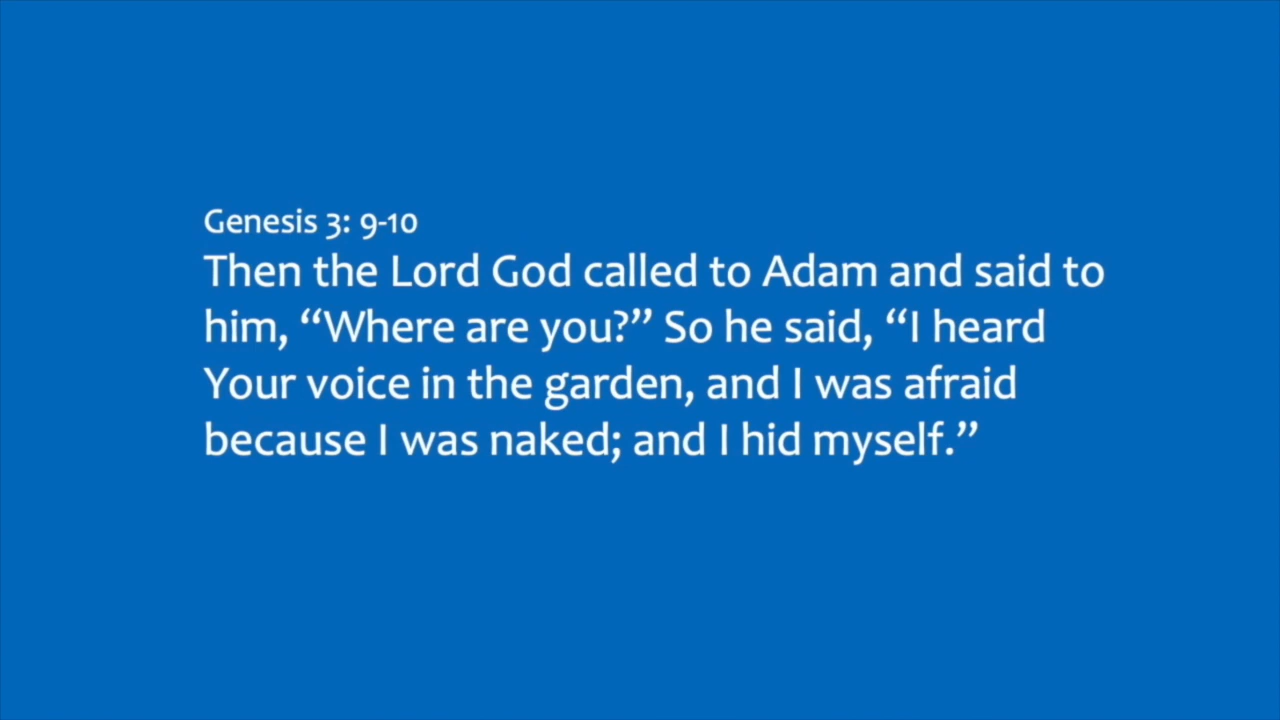 Genesis 3: 9-10
Then the Lord God called to Adam and said to
him, “Where are you?” So he said, “I heard
Your voice in the garden, and I was afraid
because I was naked; and I hid myself.”